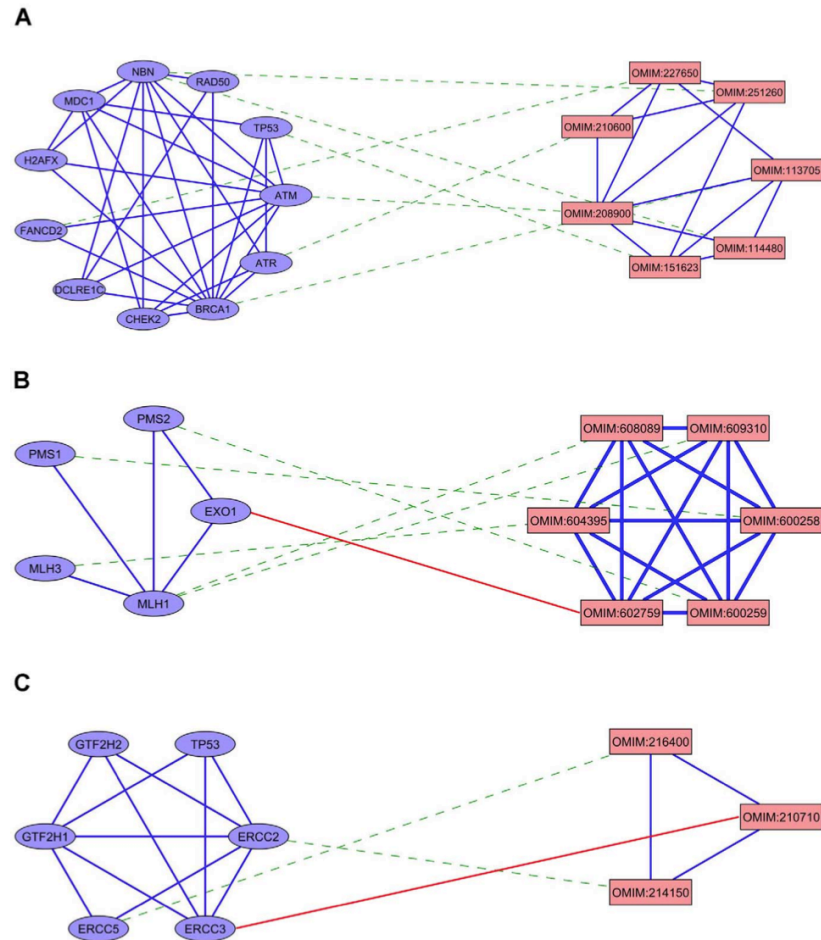 A
NBN
RAD50
MDC1
TP53
H2AFX
ATM
FANCD2
ATR
DCLRE1C
BRCA1
CHEK2
OMIM:227650
OMIM:251260
OMIM:210600
OMIM:113705
OMIM:208900
OMIM:114480
OMIM:151623
B
PMS2
PMS1
EXO1
MLH3
MLH1
OMIM:608089
OMIM:609310
OMIM:604395
OMIM:600258
OMIM:602759
OMIM:600259
C
GTF2H2
TP53
GTF2H1
ERCC2
ERCC5
ERCC3
OMIM:216400
OMIM:210710
OMIM:214150